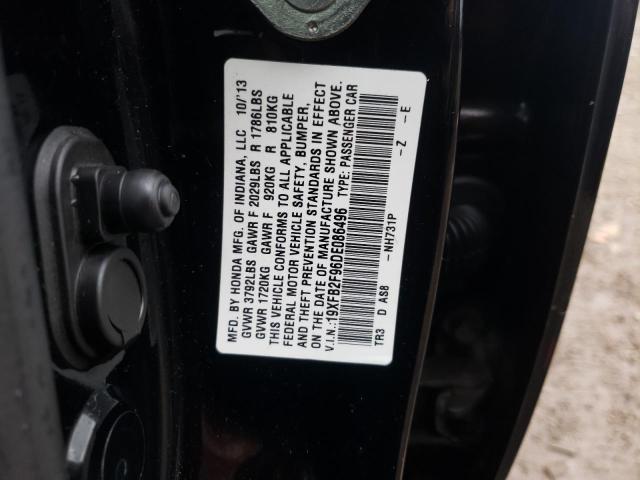 MFD. BY HONDA MFG. OF INDIANA, LLC 10/'13
GVWR 3792LBS GAWR F 2029LBS R 1786LBS
GVWR 1720KG GAWR F 920KG R 810KG
THIS VEHICLE CONFORMS TO ALL APPLICABLE
FEDERAL MOTOR VEHICLE SAFETY, BUMPER,
AND THEFT PREVENTION STANDARDS IN EFFECT
ON THE DATE OF MANUFACTURE SHOWN ABOVE.
V.I.N.:19XFB2F96DE086496 TYPE: PASSENGER CAR
TR3 D AS8 -NH731P -Z -E